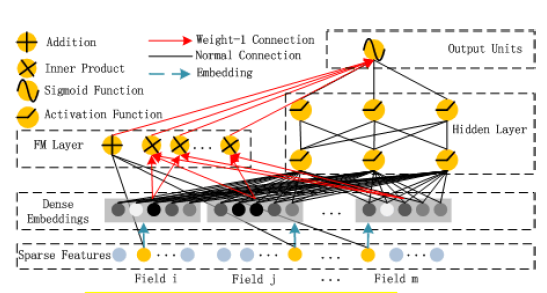 Addition
Inner Product
Sigmoid Function
Activation Function
Weight-1 Connection
Normal Connection
Embedding
Output Units
Hidden Layer
FM Layer
Dense
Embeddings
...
Sparse Features
...
Field i
Field j
...
Field m